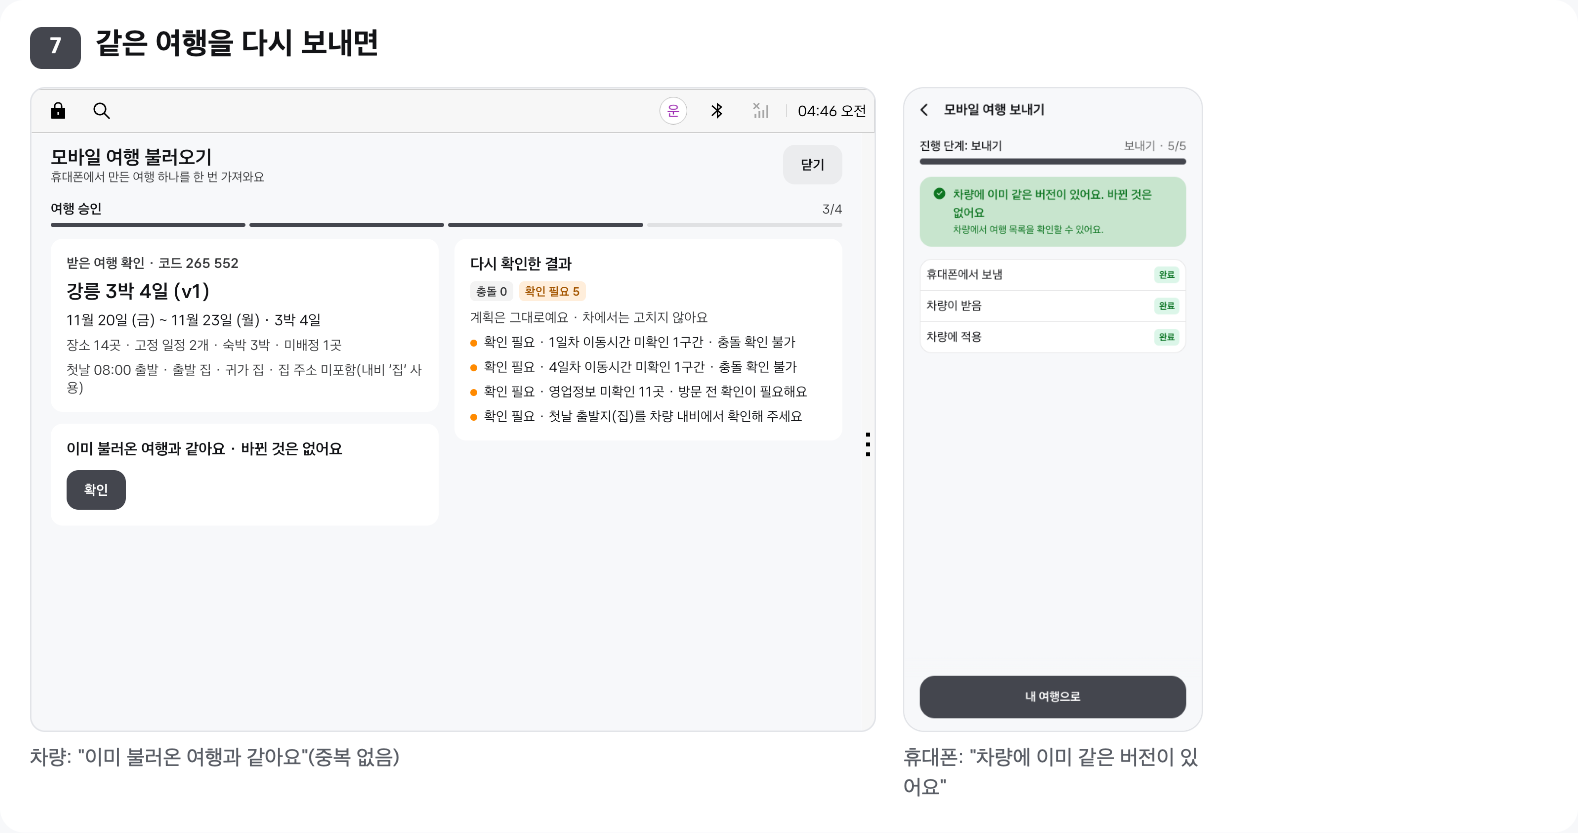 7 같은 여행을 다시 보내면
운 04:46 오전
모바일 여행 불러오기
휴대폰에서 만든 여행 하나를 한 번 가져와요
닫기
여행 승인 3/4
받은 여행 확인 · 코드 265 552
강릉 3박 4일 (v1)
11월 20일 (금) ~ 11월 23일 (월) · 3박 4일
장소 14곳 · 고정 일정 2개 · 숙박 3박 · 미배정 1곳
첫날 08:00 출발 · 출발 집 · 귀가 집 · 집 주소 미포함(내비 ‘집’ 사
용)
이미 불러온 여행과 같아요 · 바뀐 것은 없어요
확인
다시 확인한 결과
충돌 0 확인 필요 5
계획은 그대로예요 · 차에서는 고치지 않아요
확인 필요 · 1일차 이동시간 미확인 1구간 · 충돌 확인 불가
확인 필요 · 4일차 이동시간 미확인 1구간 · 충돌 확인 불가
확인 필요 · 영업정보 미확인 11곳 · 방문 전 확인이 필요해요
확인 필요 · 첫날 출발지(집)를 차량 내비에서 확인해 주세요
차량: "이미 불러온 여행과 같아요"(중복 없음)
모바일 여행 보내기
진행 단계: 보내기 보내기 · 5/5
차량에 이미 같은 버전이 있어요. 바뀐 것은
없어요
차량에서 여행 목록을 확인할 수 있어요.
휴대폰에서 보냄 완료
차량이 받음 완료
차량에 적용 완료
내 여행으로
휴대폰: "차량에 이미 같은 버전이 있
어요"